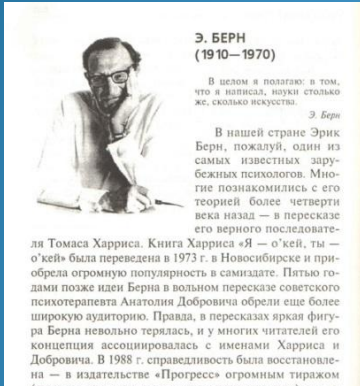 Э. БЕРН
(1910—1970)
В целом я полагаю: в том,
что я написал, науки столько
же, сколько искусства.
Э. Берн
В нашей стране Эрик
Берн, пожалуй, один из
самых известных зару-
бежных психологов. Мно-
гие познакомились с его
теорией более четверти
века назад — в пересказе
его верного последовате-
ля Томаса Харриса. Книга Харриса «Я — о'кей, ты —
о'кей» была переведена в 1973 г. в Новосибирске и при-
обрела огромную популярность в самиздате. Пятью го-
дами позже идеи Берна в вольном пересказе советского
психотерапевта Анатолия Добровича обрели еще более
широкую аудиторию. Правда, в пересказах яркая фигу-
ра Берна невольно терялась, и у многих читателей его
концепция ассоциировалась с именами Харриса и
Добровича. В 1988 г. справедливость была восстановле-
на — в издательстве «Прогресс» огромным тиражом